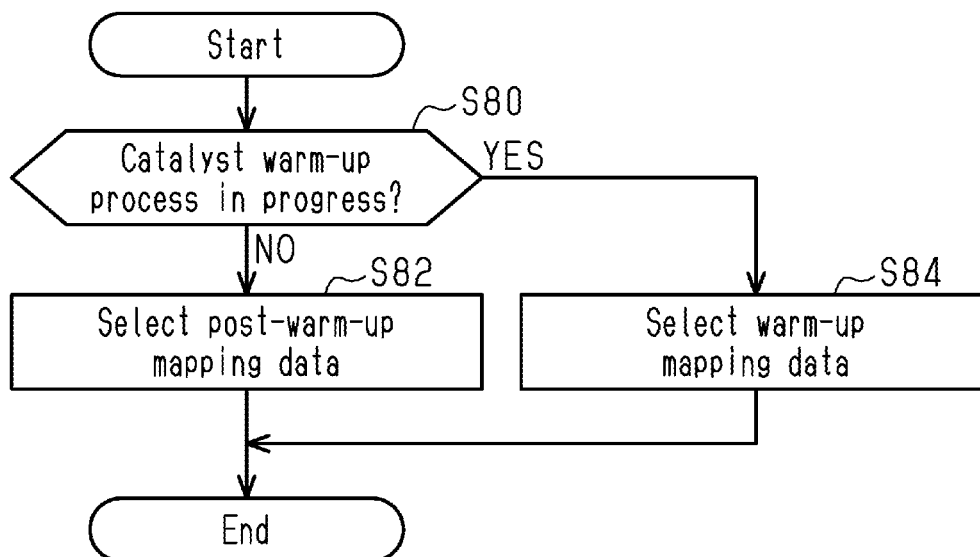 Start
S80
Catalyst warm-up
process in progress?
YES
NO
S82
Select post-warm-up
mapping data
S84
Select warm-up
mapping data
End